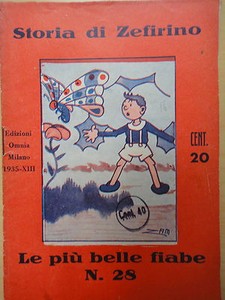 Storia di Zefirino
Edizioni
Omnia
Milano
1935-XIII
CENT.
20
Cent. 40
Le più belle fiabe
N. 28